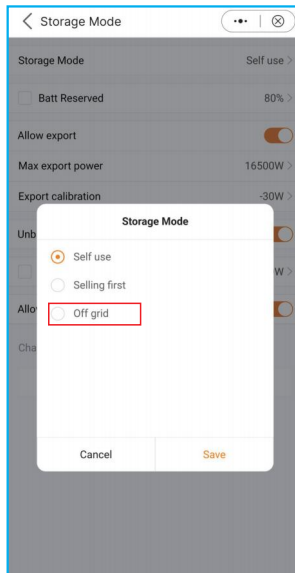 Storage Mode
Storage Mode Self use >
Batt Reserved 80% >
Allow export
Max export power 16500W >
Export calibration -30W >
Storage Mode
Unb
Self use
W >
Selling first
Allo
Off grid
Cha
Cancel Save